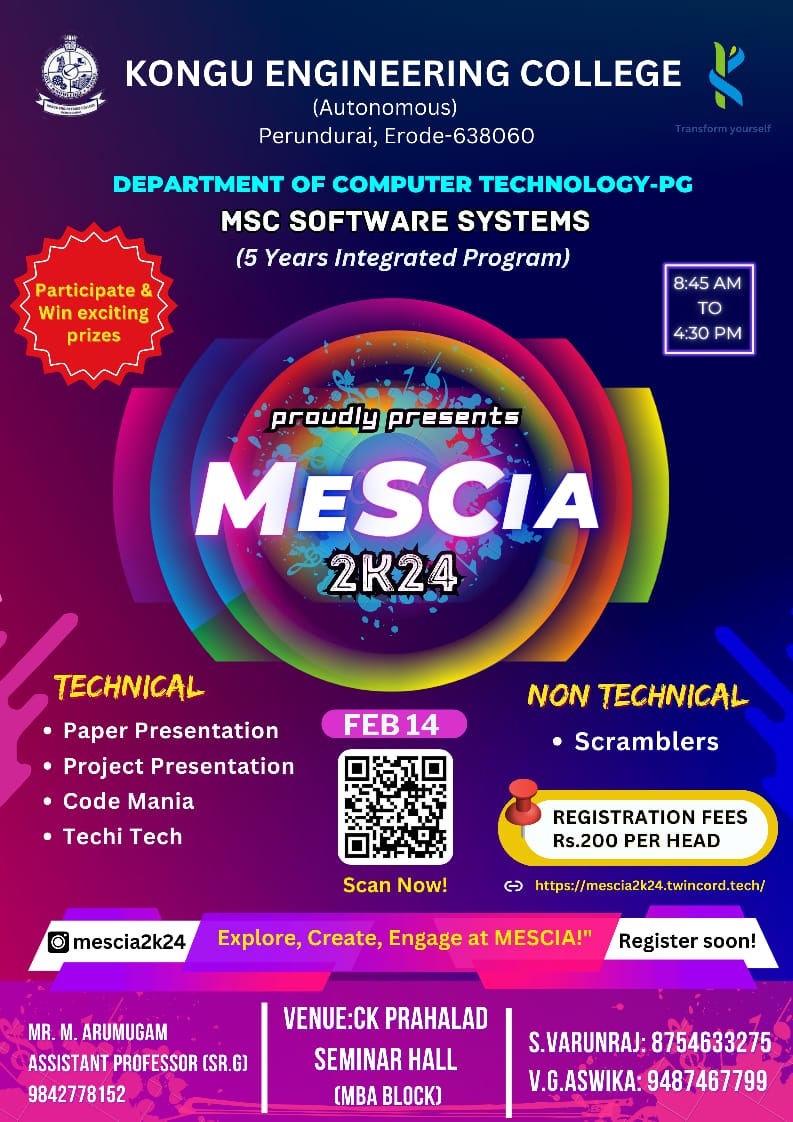 KONGU ENGINEERING COLLEGE
(Autonomous)
Perundurai, Erode-638060
Transform yourself
DEPARTMENT OF COMPUTER TECHNOLOGY-PG
MSC SOFTWARE SYSTEMS
(5 Years Integrated Program)
Participate &
Win exciting
prizes
8:45 AM
TO
4:30 PM
proudly presents
MeSCIA
2K24
TECHNICAL
• Paper Presentation
• Project Presentation
• Code Mania
• Techi Tech
FEB 14
Scan Now!
NON TECHNICAL
• Scramblers
REGISTRATION FEES
Rs.200 PER HEAD
https://mescia2k24.twincord.tech/
mescia2k24
Explore, Create, Engage at MESCIA!"
Register soon!
MR. M. ARUMUGAM
ASSISTANT PROFESSOR (SR.G)
9842778152
VENUE:CK PRAHALAD
SEMINAR HALL
(MBA BLOCK)
S.VARUNRAJ: 8754633275
V.G.ASWIKA: 9487467799